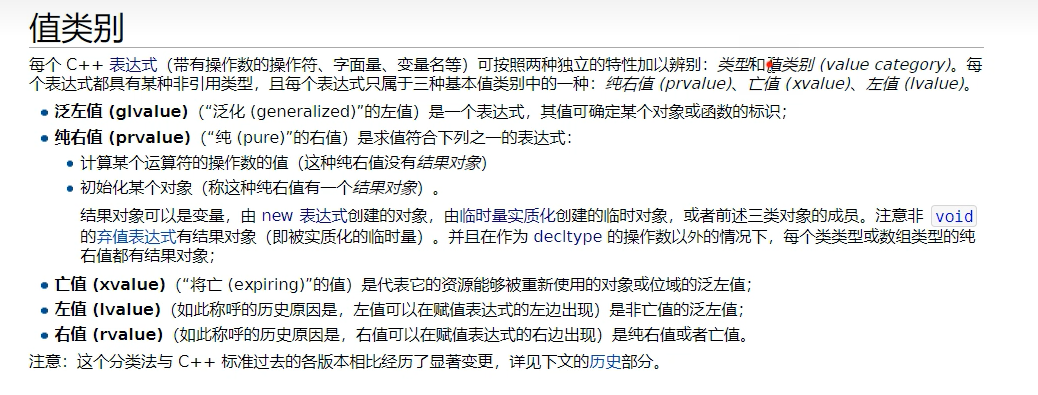 值类别
每个 C++ 表达式（带有操作数的操作符、字面量、变量名等）可按照两种独立的特性加以辨别：类型和值类别 (value category)。每
个表达式都具有某种非引用类型，且每个表达式只属于三种基本值类别中的一种：纯右值 (prvalue)、亡值 (xvalue)、左值 (lvalue)。
泛左值 (glvalue)（“泛化 (generalized)”的左值）是一个表达式，其值可确定某个对象或函数的标识；
纯右值 (prvalue)（“纯 (pure)”的右值）是求值符合下列之一的表达式：
计算某个运算符的操作数的值（这种纯右值没有结果对象）
初始化某个对象（称这种纯右值有一个结果对象）。
结果对象可以是变量，由 new 表达式创建的对象，由临时量实质化创建的临时对象，或者前述三类对象的成员。注意非 void
的弃值表达式有结果对象（即被实质化的临时量）。并且在作为 decltype 的操作数以外的情况下，每个类类型或数组类型的纯
右值都有结果对象；
亡值 (xvalue)（“将亡 (expiring)”的值）是代表它的资源能够被重新使用的对象或位域的泛左值；
左值 (lvalue)（如此称呼的历史原因是，左值可以在赋值表达式的左边出现）是非亡值的泛左值；
右值 (rvalue)（如此称呼的历史原因是，右值可以在赋值表达式的右边出现）是纯右值或者亡值。
注意：这个分类法与 C++ 标准过去的各版本相比经历了显著变更，详见下文的历史部分。